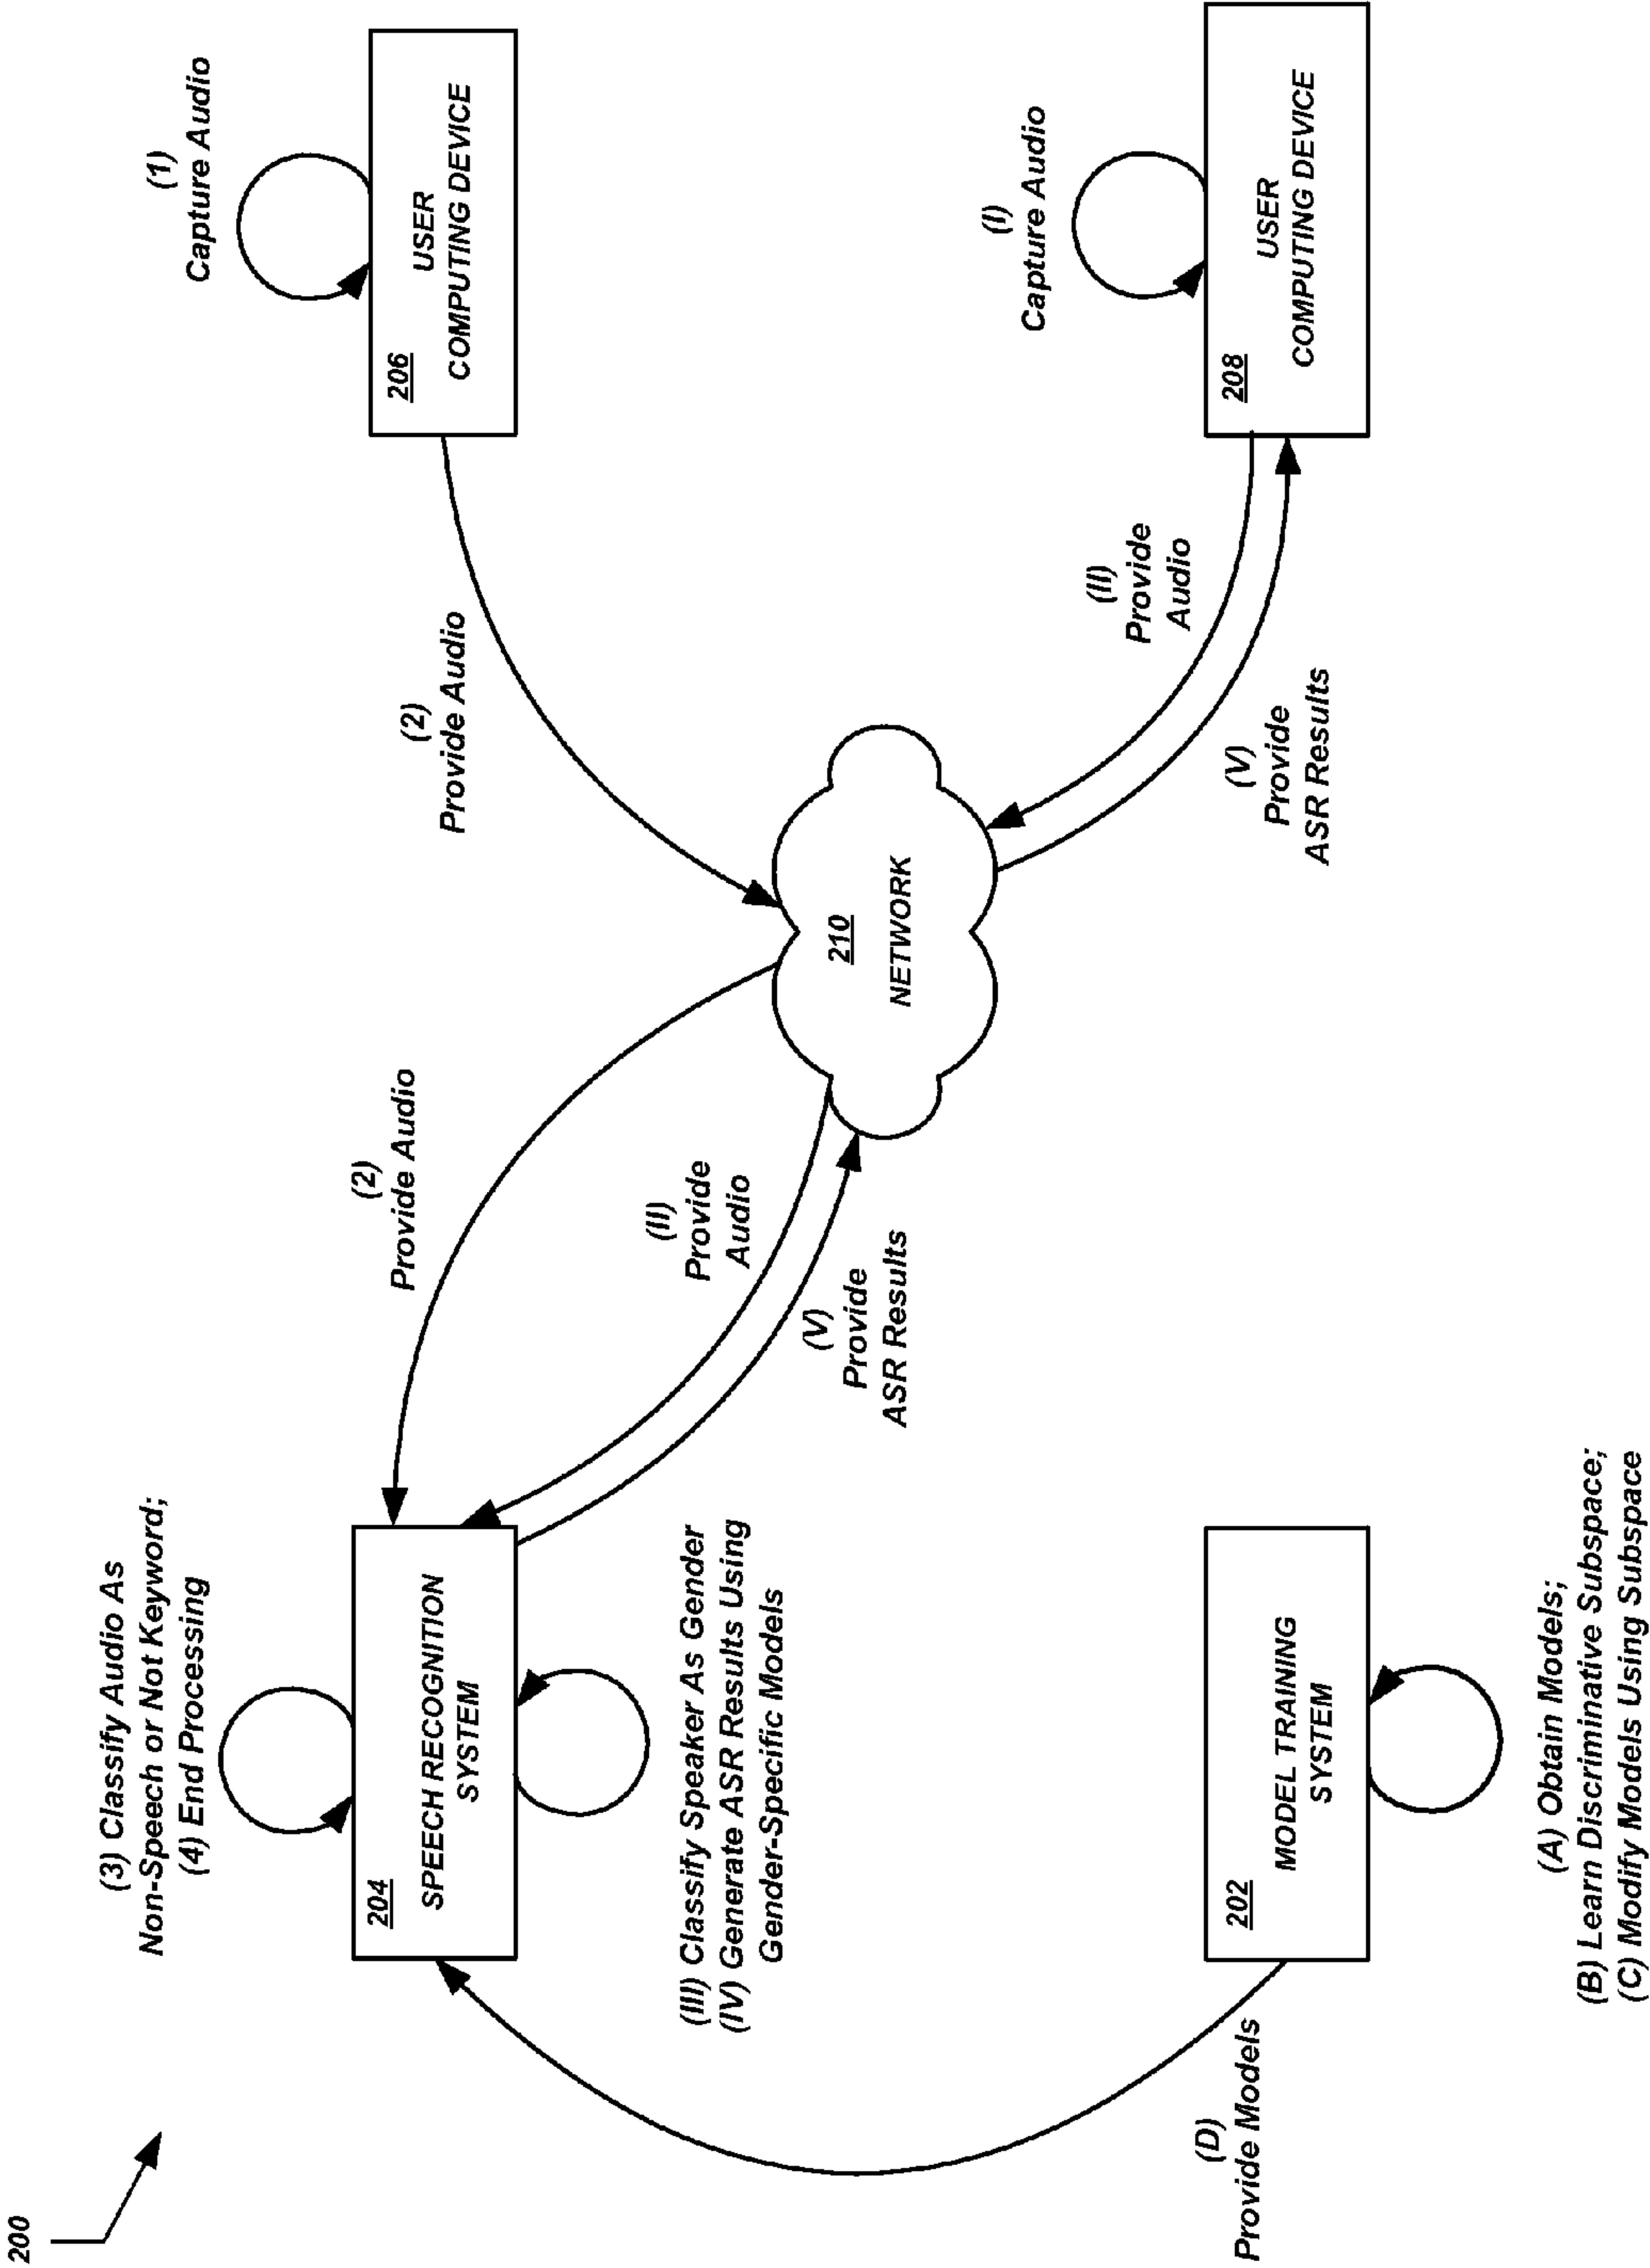 200
(3) Classify Audio As
Non-Speech or Not Keyword;
(4) End Processing
204
SPEECH RECOGNITION
SYSTEM
(III) Classify Speaker As Gender
(IV) Generate ASR Results Using
Gender-Specific Models
(2)
Provide Audio
(II)
Provide
Audio
(V)
Provide
ASR Results
210
NETWORK
(2)
Provide Audio
(1)
Capture Audio
206
USER
COMPUTING DEVICE
(II)
Provide
Audio
(V)
Provide
ASR Results
(I)
Capture Audio
208
USER
COMPUTING DEVICE
(D)
Provide Models
202
MODEL TRAINING
SYSTEM
(A) Obtain Models;
(B) Learn Discriminative Subspace;
(C) Modify Models Using Subspace